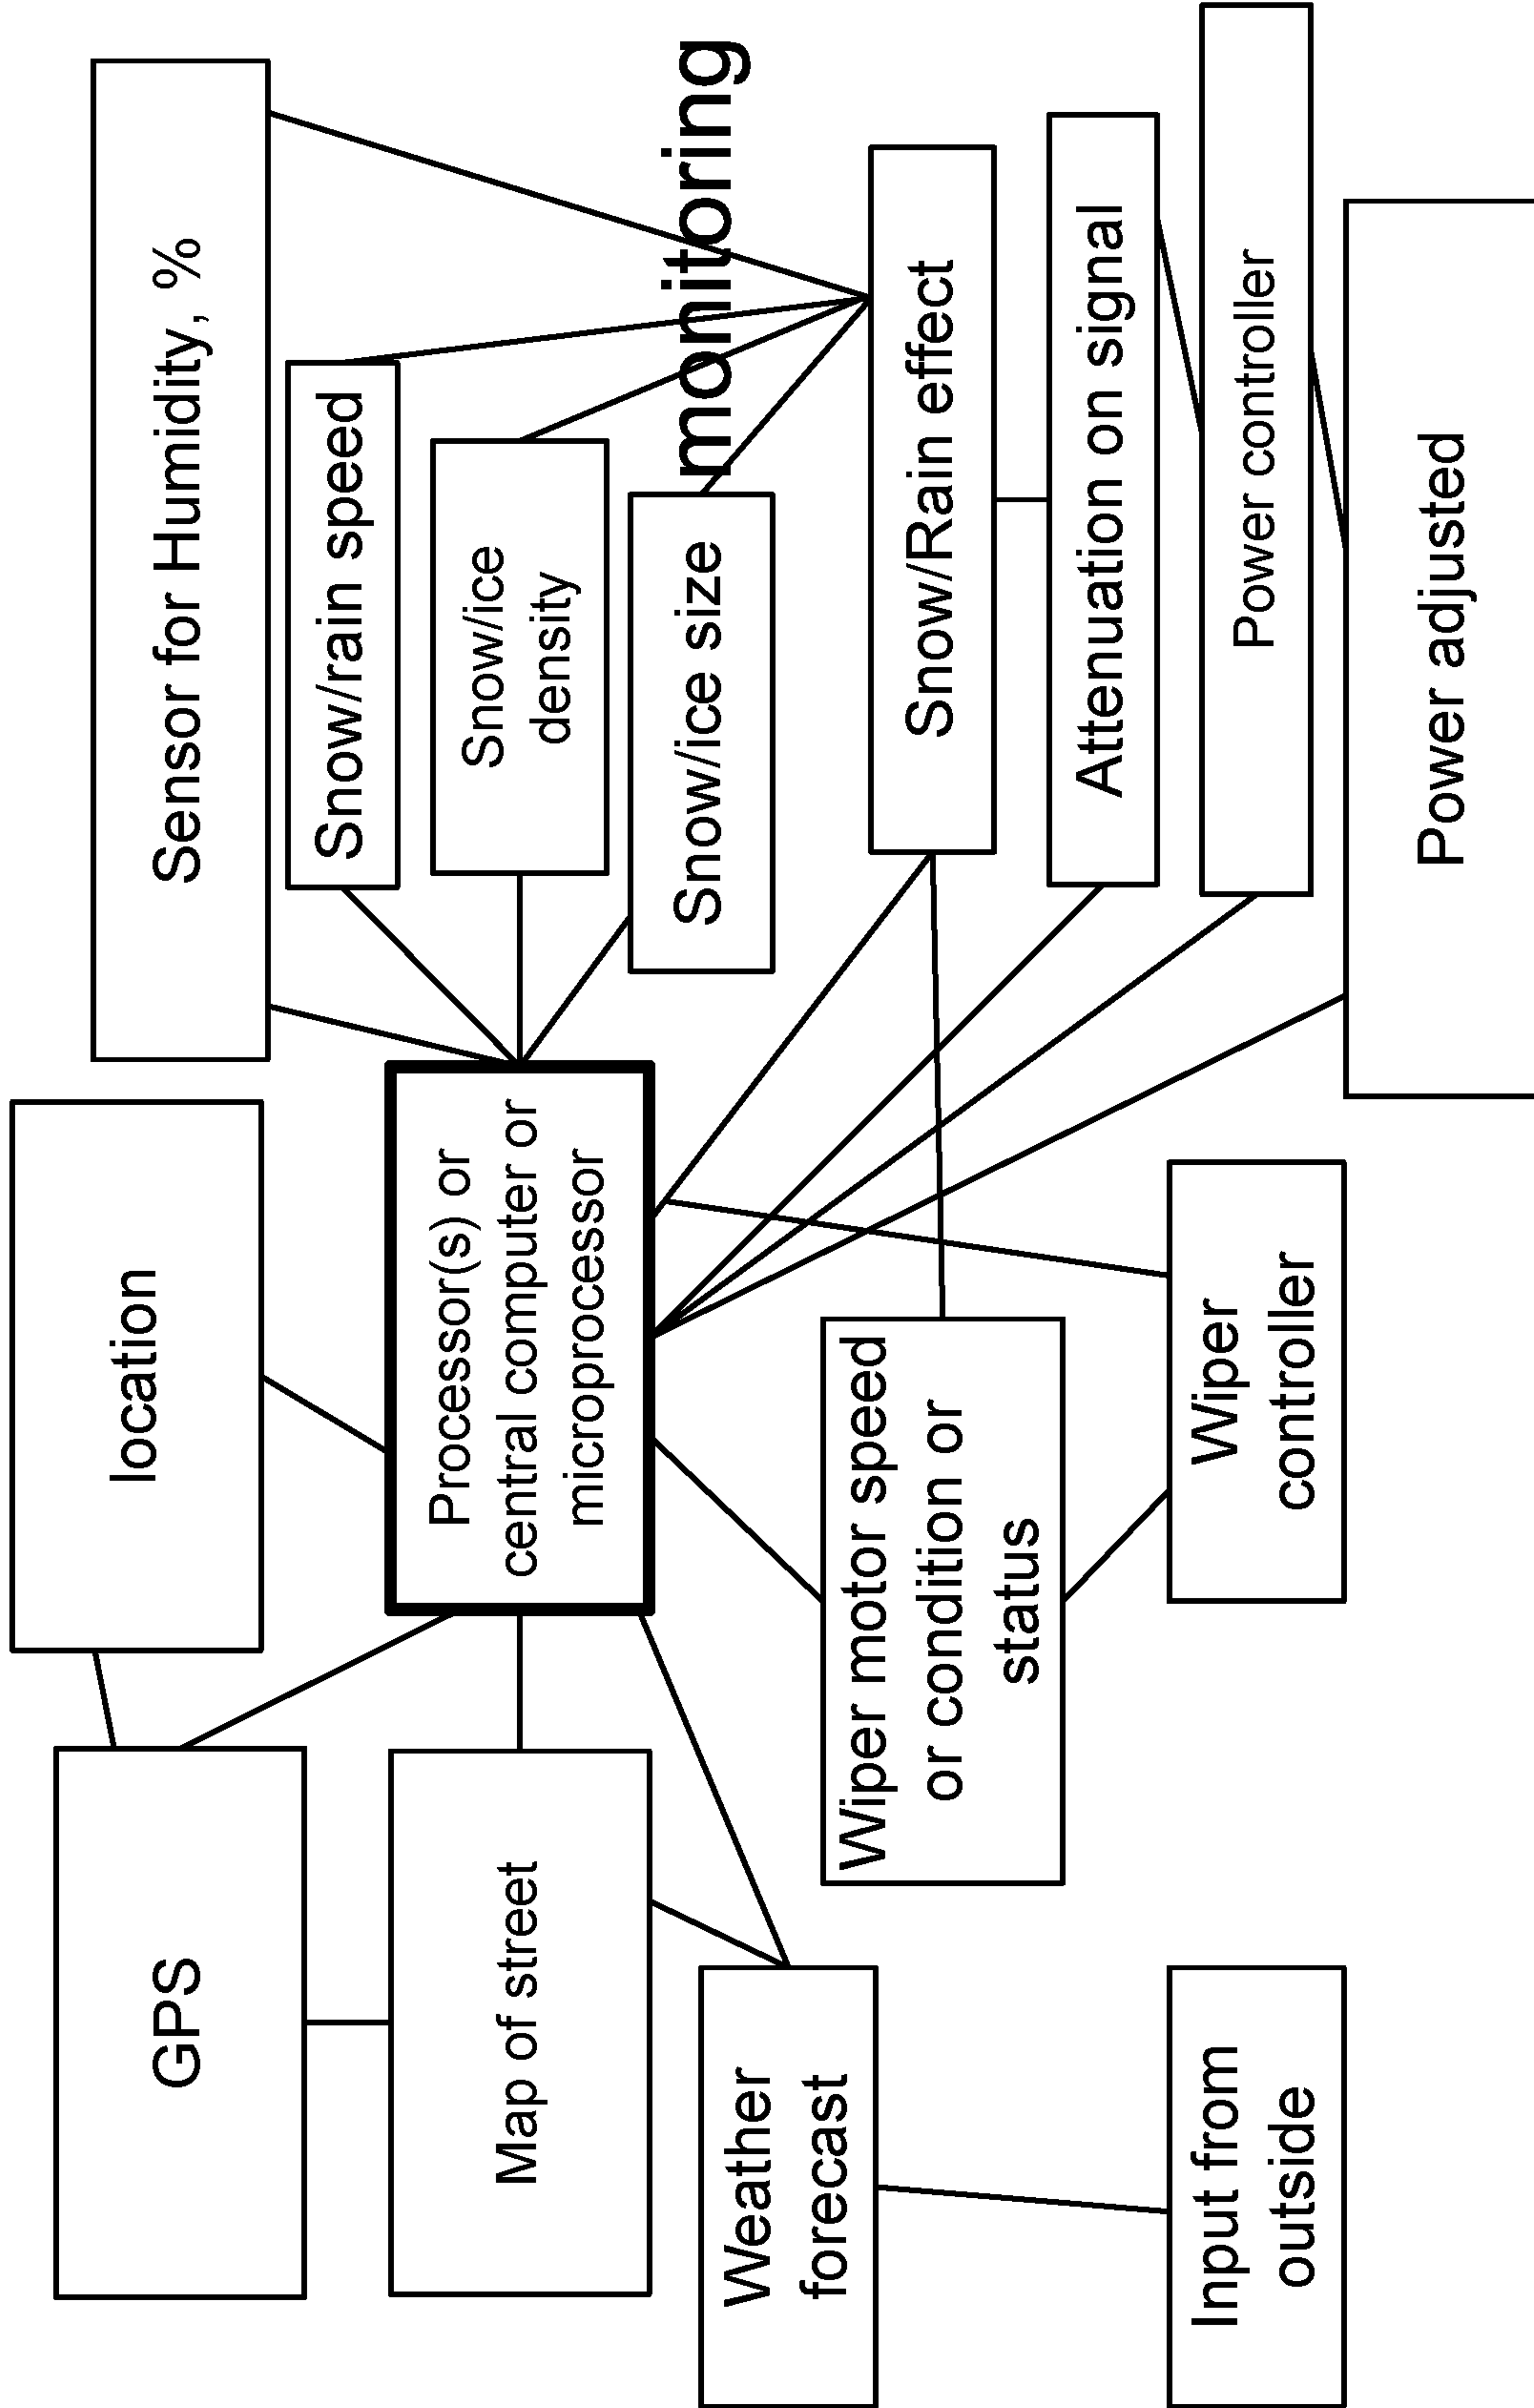 GPS
location
Sensor for Humidity, %
Snow/rain speed
Map of street
Processor(s) or
central computer or
microprocessor
Snow/ice
density
Snow/ice size
monitoring
Weather
forecast
Wiper motor speed
or condition or
status
Snow/Rain effect
Attenuation on signal
Input from
outside
Wiper
controller
Power controller
Power adjusted